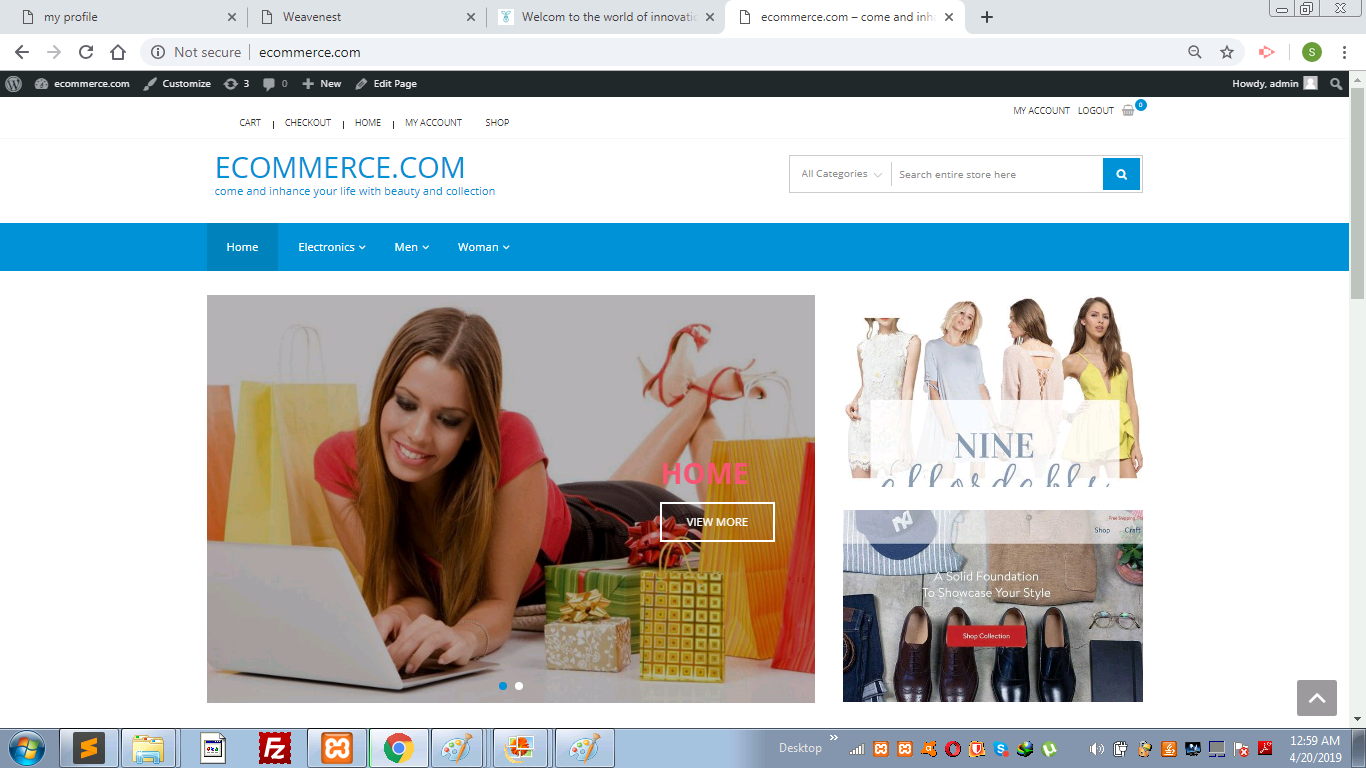 my profile
Weavenest
Welcom to the world of innovatic
ecommerce.com – come and inh
Not secure
ecommerce.com
S
ecommerce.com
Customize
3
0
New
Edit Page
Howdy, admin
CART
CHECKOUT
HOME
MY ACCOUNT
SHOP
MY ACCOUNT
LOGOUT
0
ECOMMERCE.COM
come and inhance your life with beauty and collection
All Categories
Search entire store here
Home
Electronics
Men
Woman
HOME
VIEW MORE
NINE
affordable
Shop
Craft
A Solid Foundation
To Showcase Your Style
Shop Collection
Desktop
12:59 AM
4/20/2019